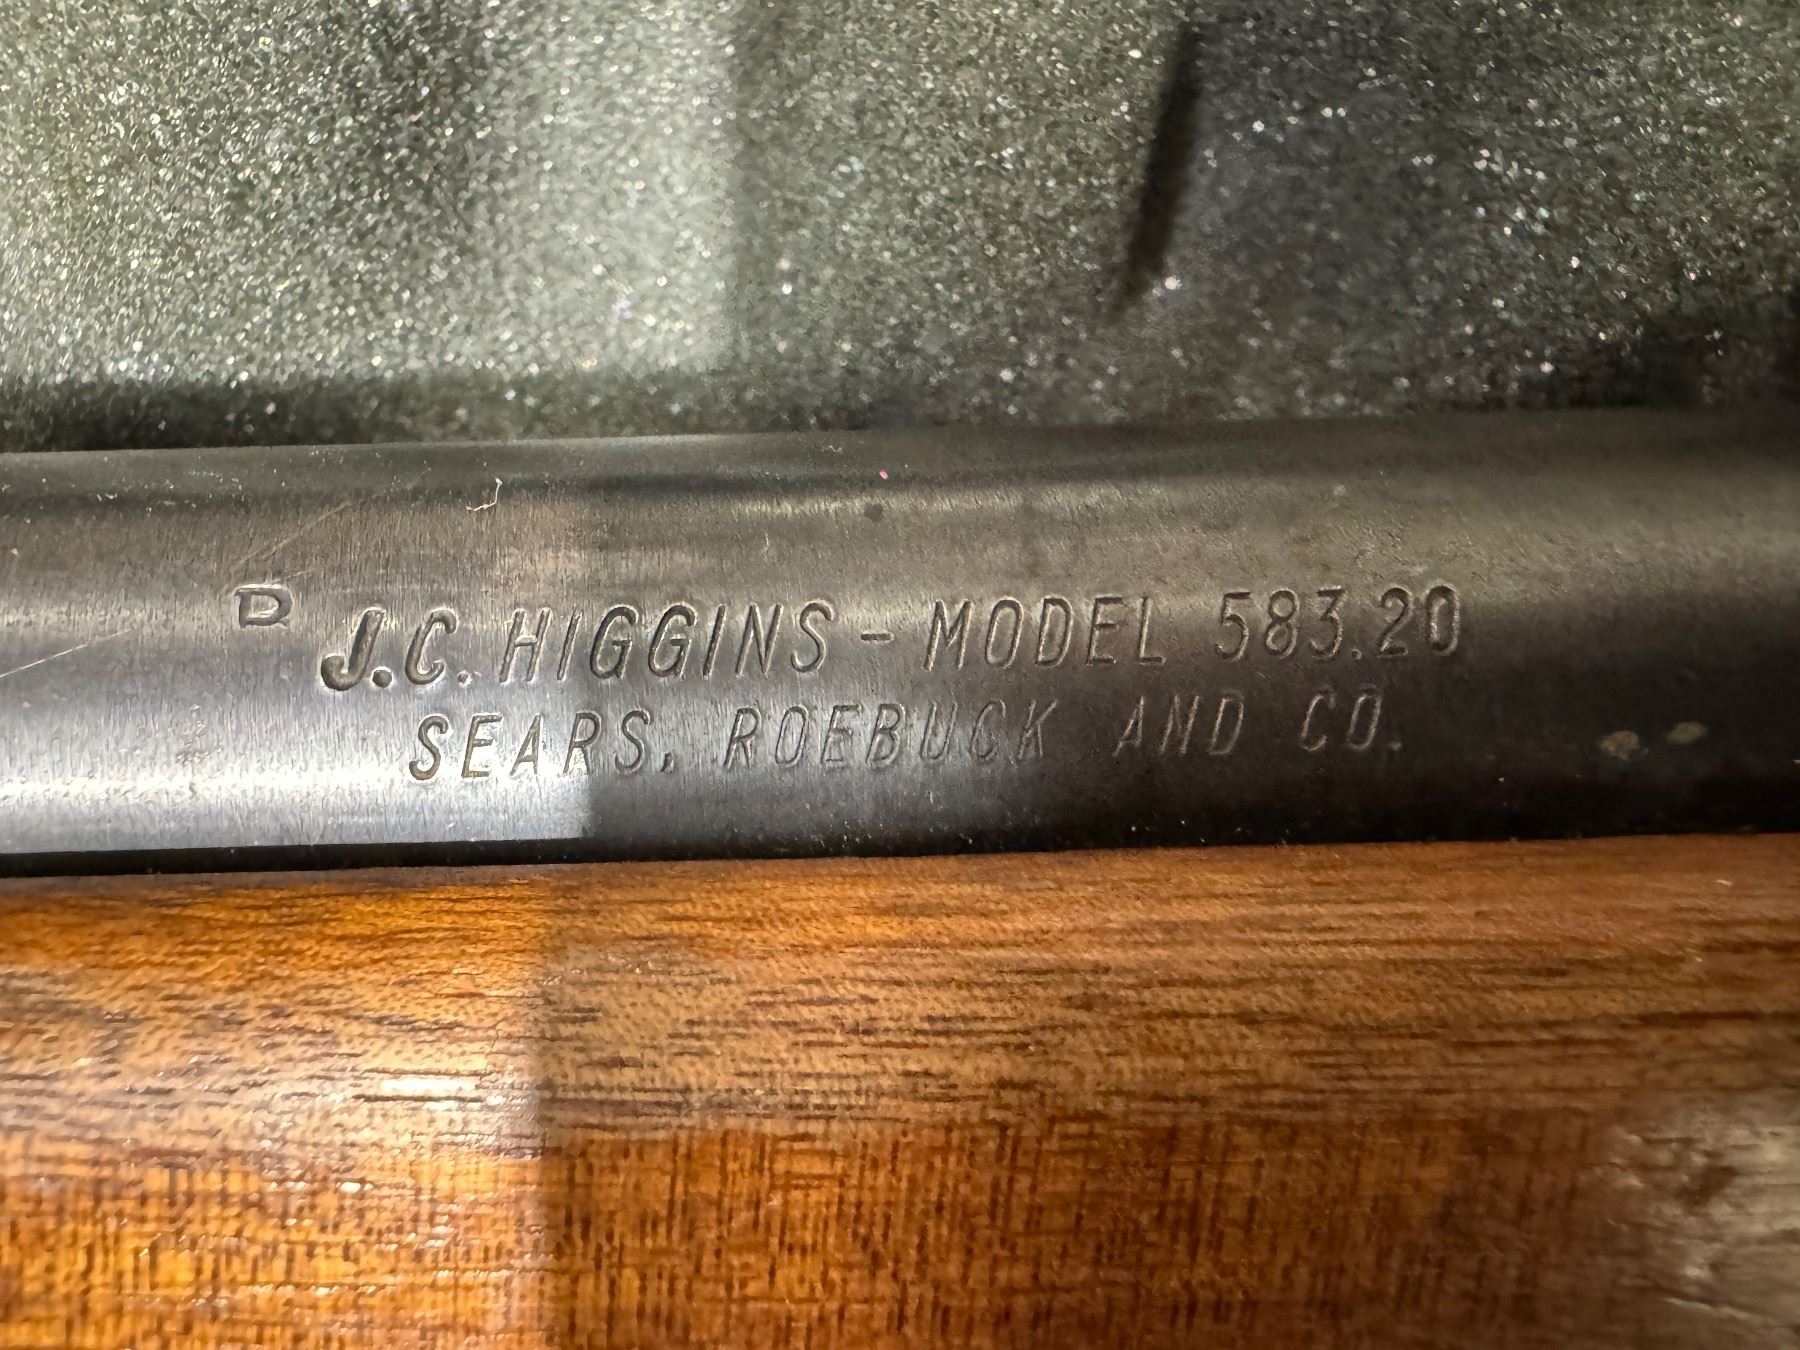 D J.C. HIGGINS - MODEL 583.20
SEARS, ROEBUCK AND CO.